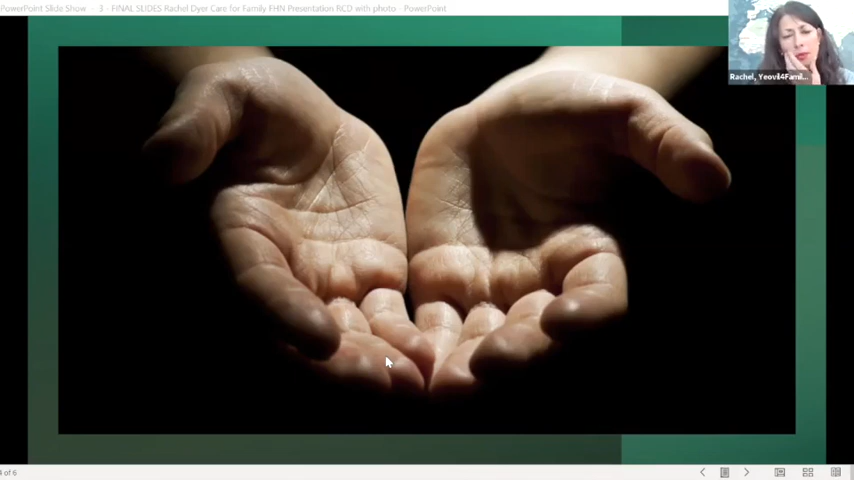 PowerPoint Slide Show - 3 - FINAL SLIDES Rachel Dyer Care for Family FHN Presentation RCD with photo - PowerPoint
Rachel, Yeovil4Famil...
4 of 6